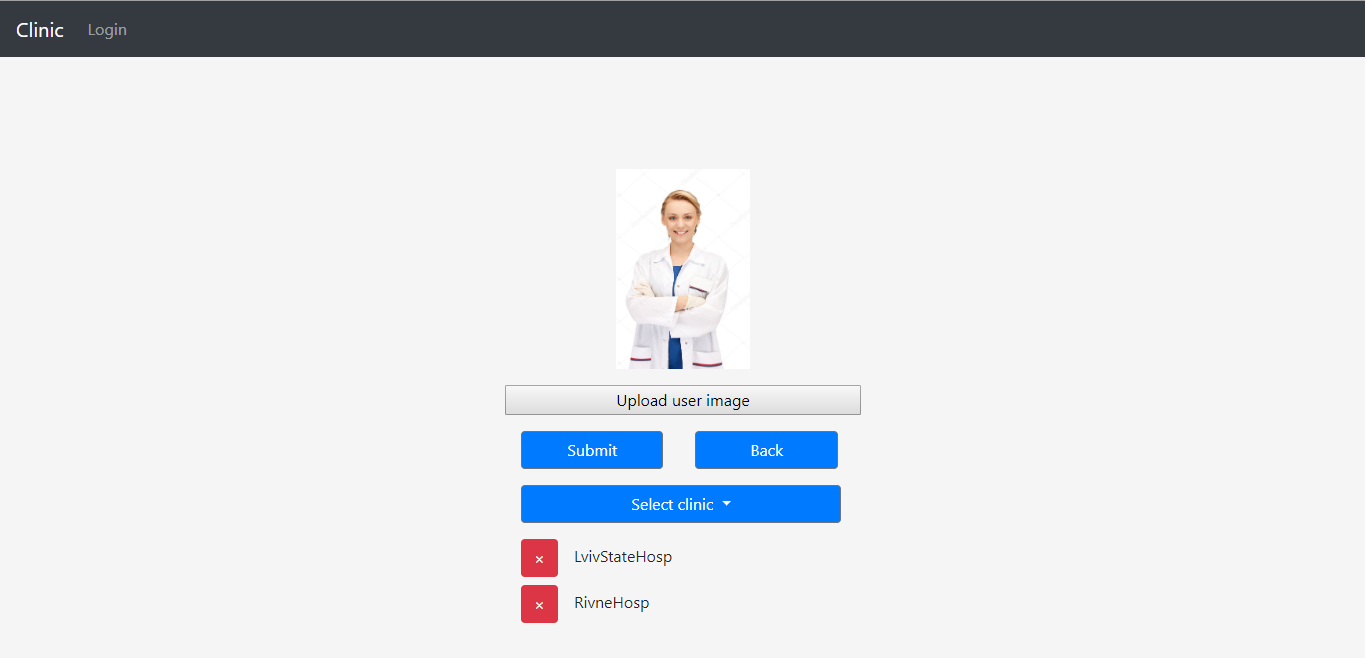 Clinic Login
Upload user image
Submit Back
Select clinic
× LvivStateHosp
× RivneHosp